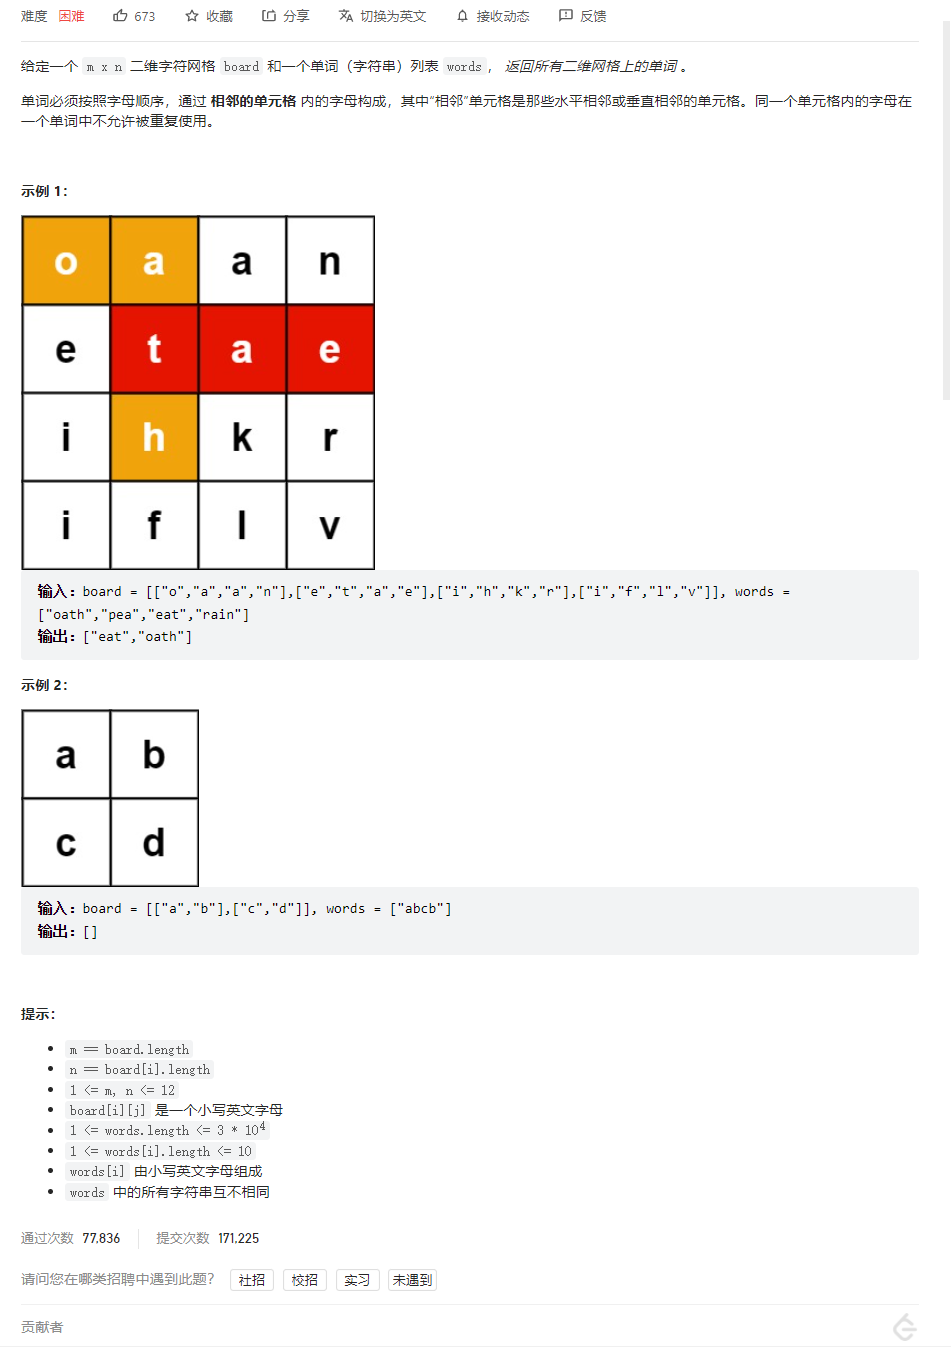 难度 困难 673 收藏 分享 切换为英文 接收动态 反馈
给定一个 m x n 二维字符网格 board 和一个单词（字符串）列表 words， 返回所有二维网格上的单词 。
单词必须按照字母顺序，通过 相邻的单元格 内的字母构成，其中“相邻”单元格是那些水平相邻或垂直相邻的单元格。同一个单元格内的字母在
一个单词中不允许被重复使用。
示例 1：
o a a n
e t a e
i h k r
i f l v
输入：board = [["o","a","a","n"],["e","t","a","e"],["i","h","k","r"],["i","f","l","v"]], words =
["oath","pea","eat","rain"]
输出：["eat","oath"]
示例 2：
a b
c d
输入：board = [["a","b"],["c","d"]], words = ["abcb"]
输出：[]
提示：
m == board.length
n == board[i].length
1 <= m, n <= 12
board[i][j] 是一个小写英文字母
1 <= words.length <= 3 * 10⁴
1 <= words[i].length <= 10
words[i] 由小写英文字母组成
words 中的所有字符串互不相同
通过次数 77,836 提交次数 171,225
请问您在哪类招聘中遇到此题？ 社招 校招 实习 未遇到
贡献者